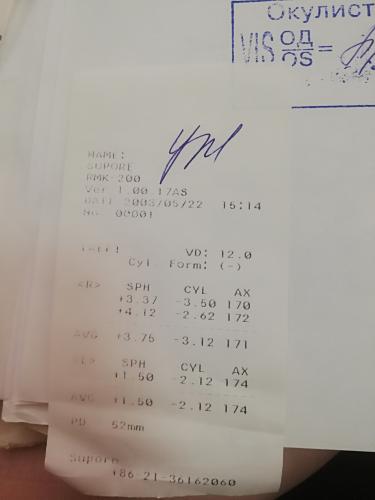 Окулист
VIS ОД
OS =
NAME:
SUPORE
RMK-200
Ver 1.00.17AS
DATE 2003/05/22 15:14
No. 00001
VD: 12.0
Cyl. Form: (-)
<R> SPH CYL AX
+3.37 -3.50 170
+4.12 -2.62 172
AVG +3.75 -3.12 171
<L> SPH CYL AX
+1.50 -2.12 174
AVG +1.50 -2.12 174
PD 52mm
Supore
+86 21 36162060